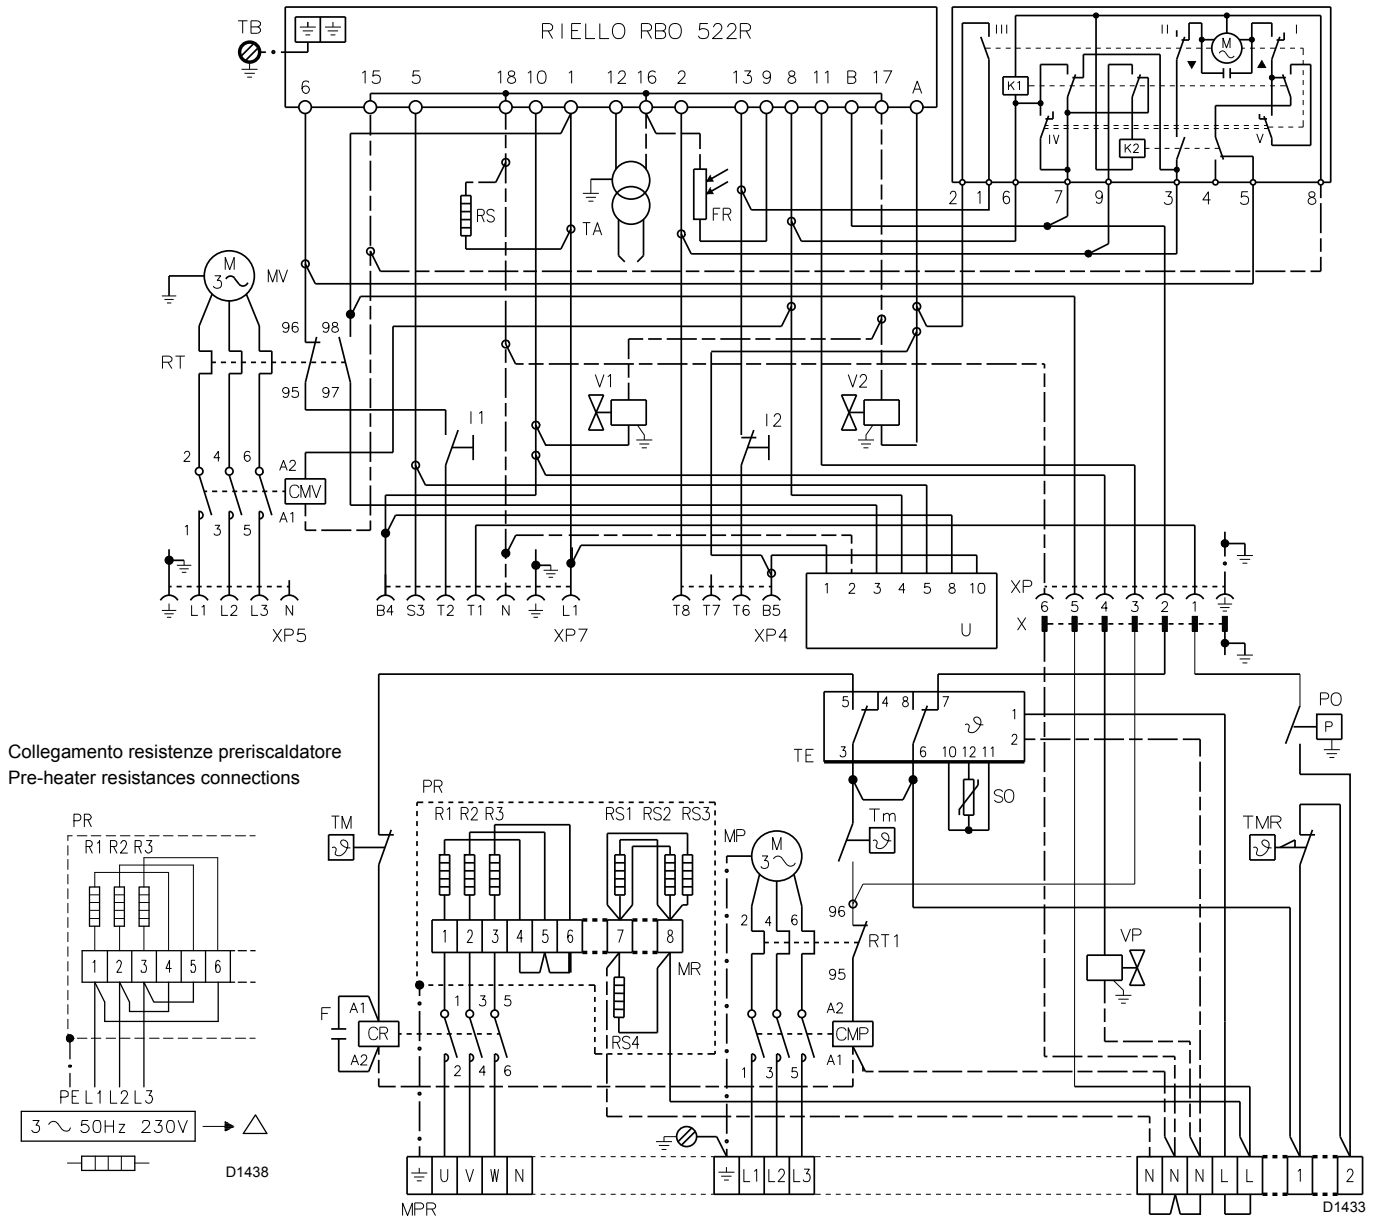 TB
RIELLO RBO 522R
6 15 5 18 10 1 12 16 2 13 9 8 11 B 17 A
III II M I
K1
IV V
K2
2 1 6 7 9 3 4 5 8
RS
TA
FR
M
3
MV
96 98
RT
95 97
V1
V2
I1
I2
2 4 6
A2
CMV
A1
1 3 5
L1 L2 L3 N
XP5
B4 S3 T2 T1 N L1
XP7
T8 T7 T6 B5
XP4
1 2 3 4 5 8 10
U
XP
6 5 4 3 2 1
X
5 4 8 7
ϑ
1
2
3 6 10 12 11
TE
SO
PO
P
Collegamento resistenze preriscaldatore
Pre-heater resistances connections
PR
R1 R2 R3
1 2 3 4 5 6
PE L1 L2 L3
3 ~ 50Hz 230V
D1438
TM
ϑ
PR
R1 R2 R3 RS1 RS2 RS3
1 2 3 4 5 6 7 8
MR
RS4
MP
M
3
2 4 6
Tm
ϑ
96
RT1
95
TMR
ϑ
VP
F
A1
CR
A2
1 3 5
2 4 6
A2
CMP
A1
1 3 5
U V W N
MPR
L1 L2 L3
N N N L L 1 2
D1433